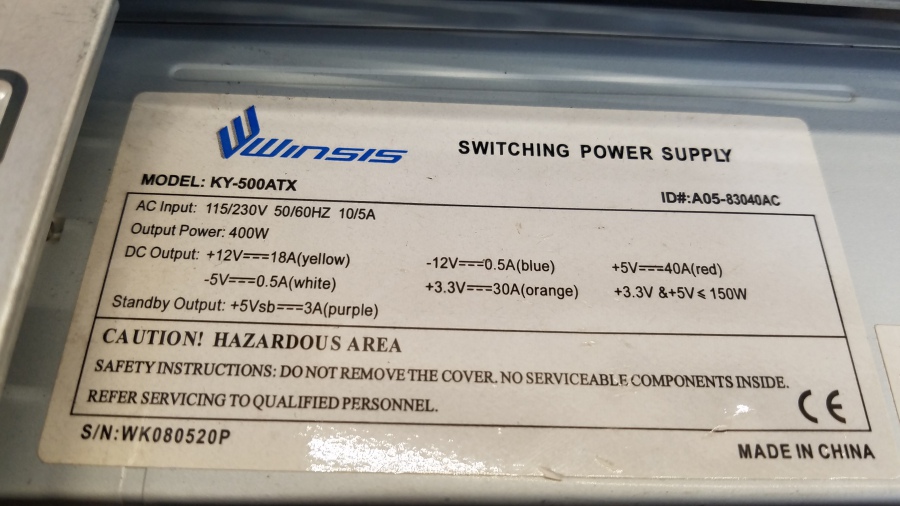 Winsis SWITCHING POWER SUPPLY
MODEL: KY-500ATX ID#:A05-83040AC
AC Input: 115/230V 50/60HZ 10/5A
Output Power: 400W
DC Output: +12V⎓18A(yellow) -12V⎓0.5A(blue) +5V⎓40A(red)
-5V⎓0.5A(white) +3.3V⎓30A(orange) +3.3V &+5V≤150W
Standby Output: +5Vsb⎓3A(purple)
CAUTION! HAZARDOUS AREA
SAFETY INSTRUCTIONS: DO NOT REMOVE THE COVER. NO SERVICEABLE COMPONENTS INSIDE.
REFER SERVICING TO QUALIFIED PERSONNEL. CE
S/N:WK080520P MADE IN CHINA